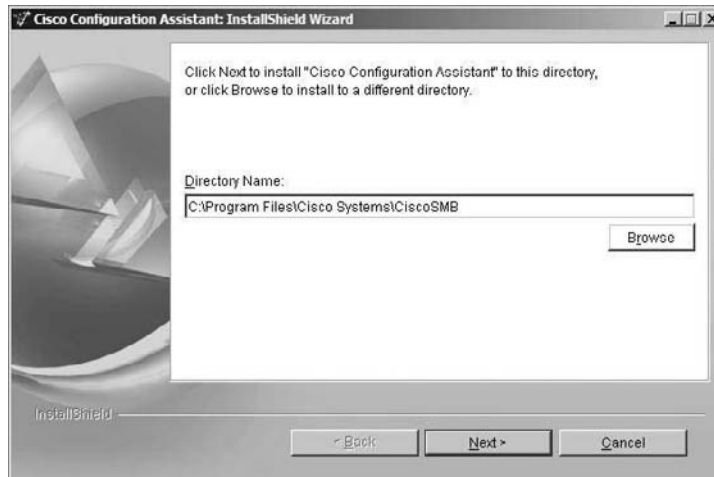 Cisco Configuration Assistant: InstallShield Wizard
Click Next to install "Cisco Configuration Assistant" to this directory,
or click Browse to install to a different directory.
Directory Name:
C:\Program Files\Cisco Systems\CiscoSMB
Browse
InstallShield
< Back
Next >
Cancel